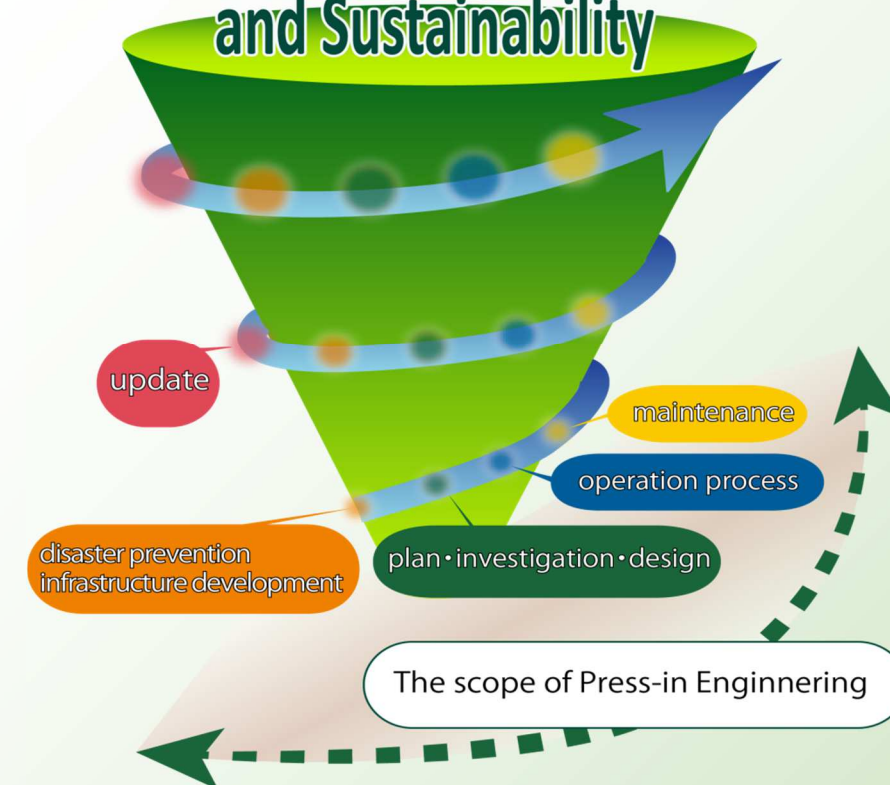 and Sustainability
update
maintenance
operation process
disaster prevention
infrastructure development
plan・investigation・design
The scope of Press-in Enginnering